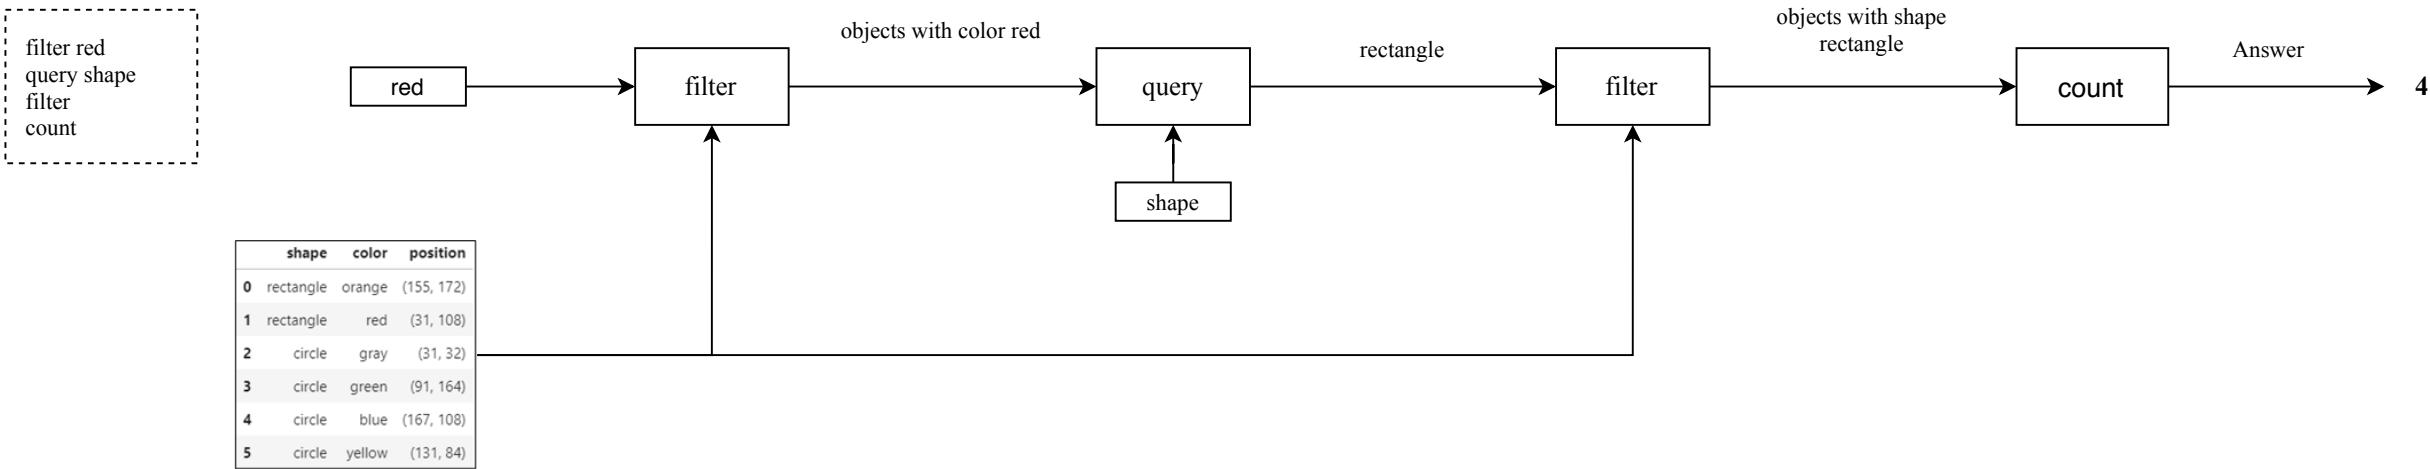 filter red
query shape
filter
count
red
filter
objects with color red
query
shape
rectangle
filter
objects with shape
rectangle
count
Answer
4
shape color position
0 rectangle orange (155, 172)
1 rectangle red (31, 108)
2 circle gray (31, 32)
3 circle green (91, 164)
4 circle blue (167, 108)
5 circle yellow (131, 84)